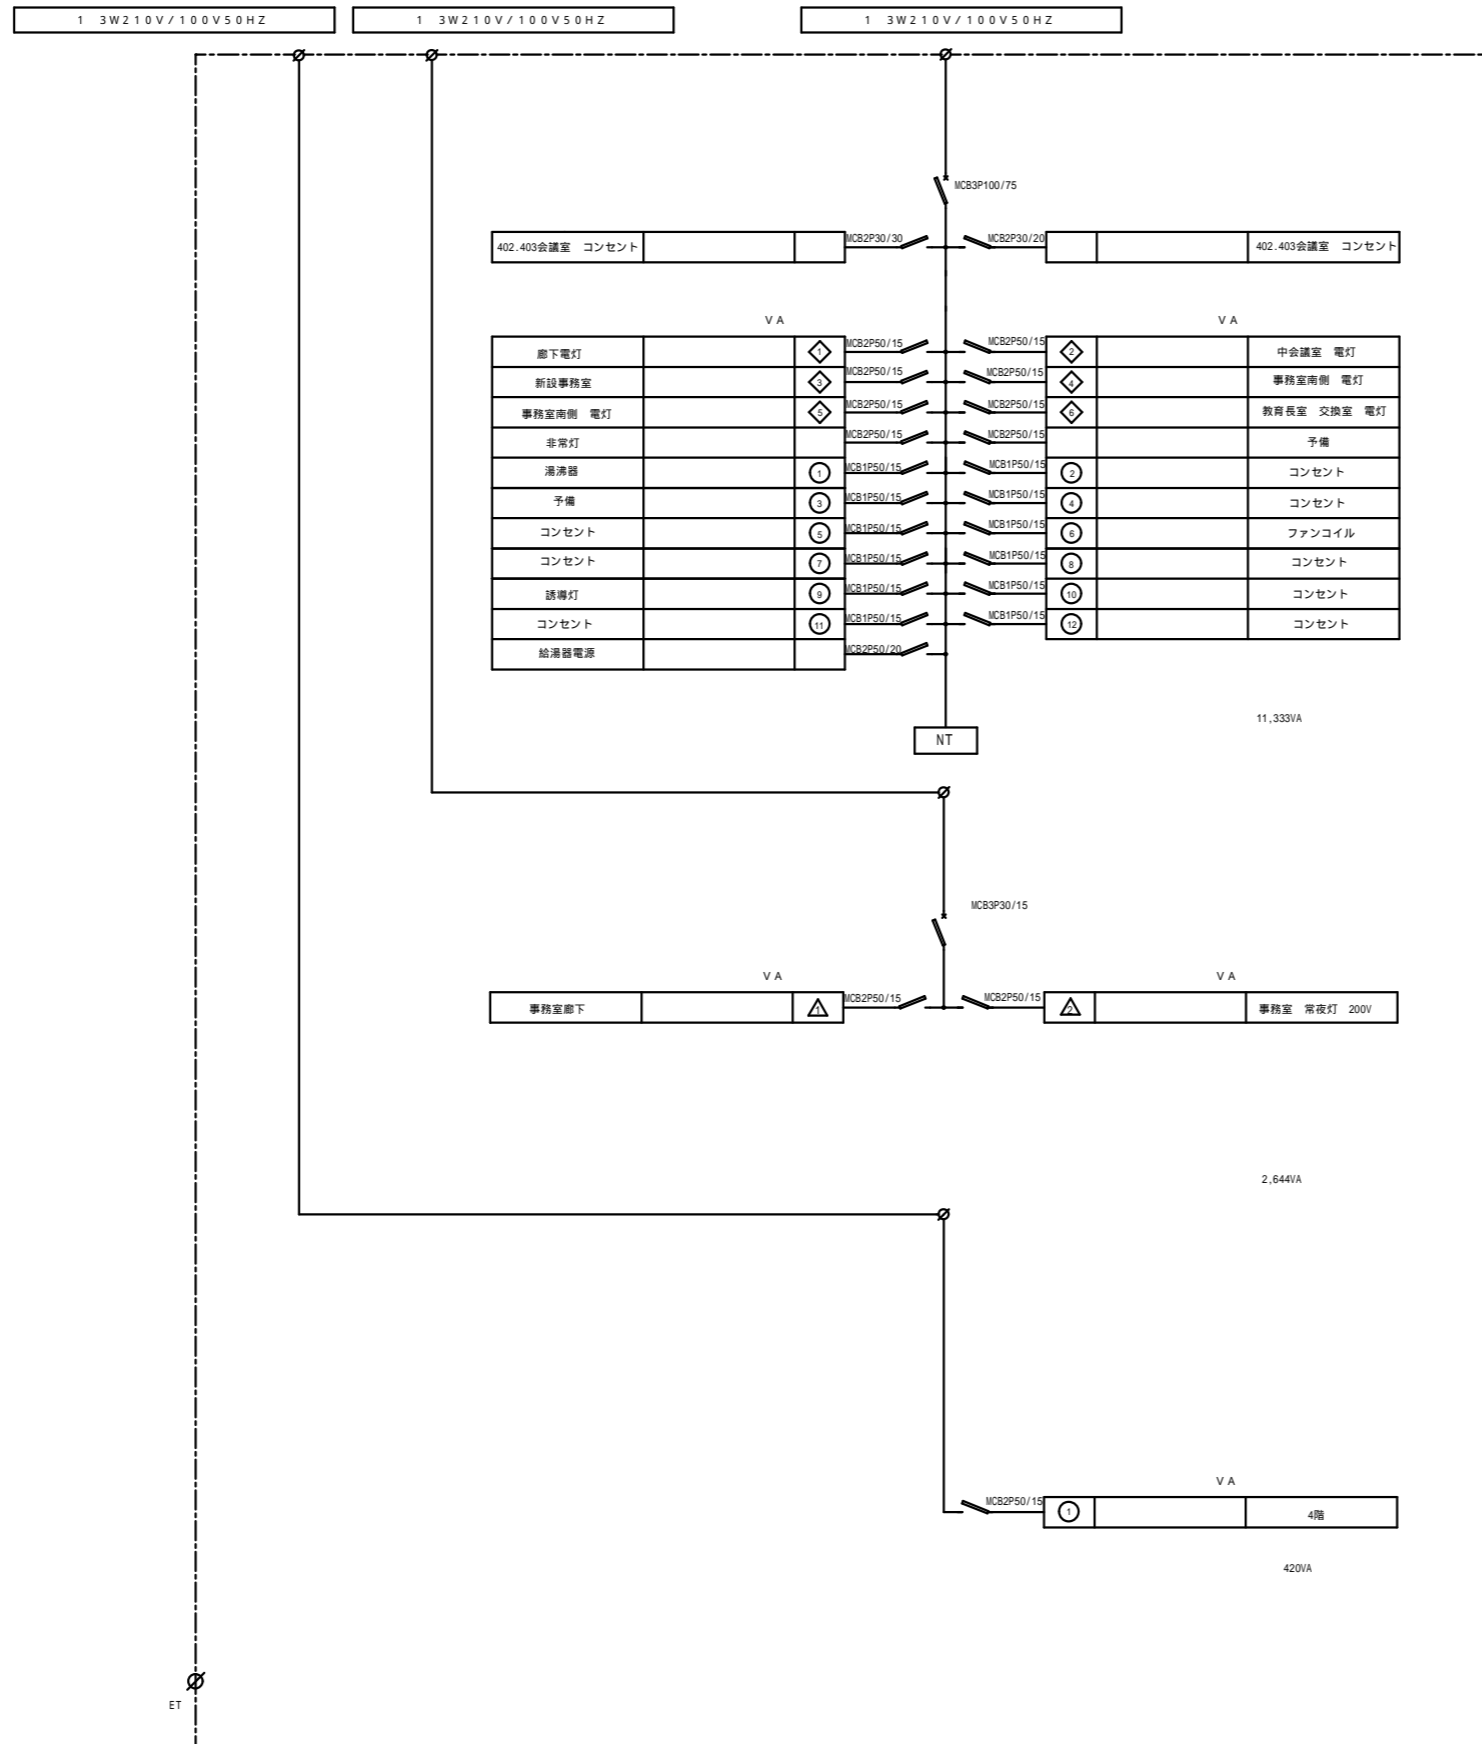 1 3W210V/100V50HZ
1 3W210V/100V50HZ
1 3W210V/100V50HZ
MCB3P100/75
402.403会議室 コンセント MCB2P30/30 MCB2P30/20 402.403会議室 コンセント
VA VA
廊下電灯 1 MCB2P50/15 MCB2P50/15 2 中会議室 電灯
新設事務室 3 MCB2P50/15 MCB2P50/15 4 事務室南側 電灯
事務室南側 電灯 5 MCB2P50/15 MCB2P50/15 6 教育長室 交換室 電灯
非常灯 MCB2P50/15 MCB2P50/15 予備
湯沸器 1 MCB1P50/15 MCB1P50/15 2 コンセント
予備 3 MCB1P50/15 MCB1P50/15 4 コンセント
コンセント 5 MCB1P50/15 MCB1P50/15 6 ファンコイル
コンセント 7 MCB1P50/15 MCB1P50/15 8 コンセント
誘導灯 9 MCB1P50/15 MCB1P50/15 10 コンセント
コンセント 11 MCB1P50/15 MCB1P50/15 12 コンセント
給湯器電源 MCB2P50/20
11,333VA
NT
MCB3P30/15
VA VA
事務室廊下 1 MCB2P50/15 MCB2P50/15 2 事務室 常夜灯 200V
2,644VA
VA
MCB2P50/15 1 4階
420VA
ET